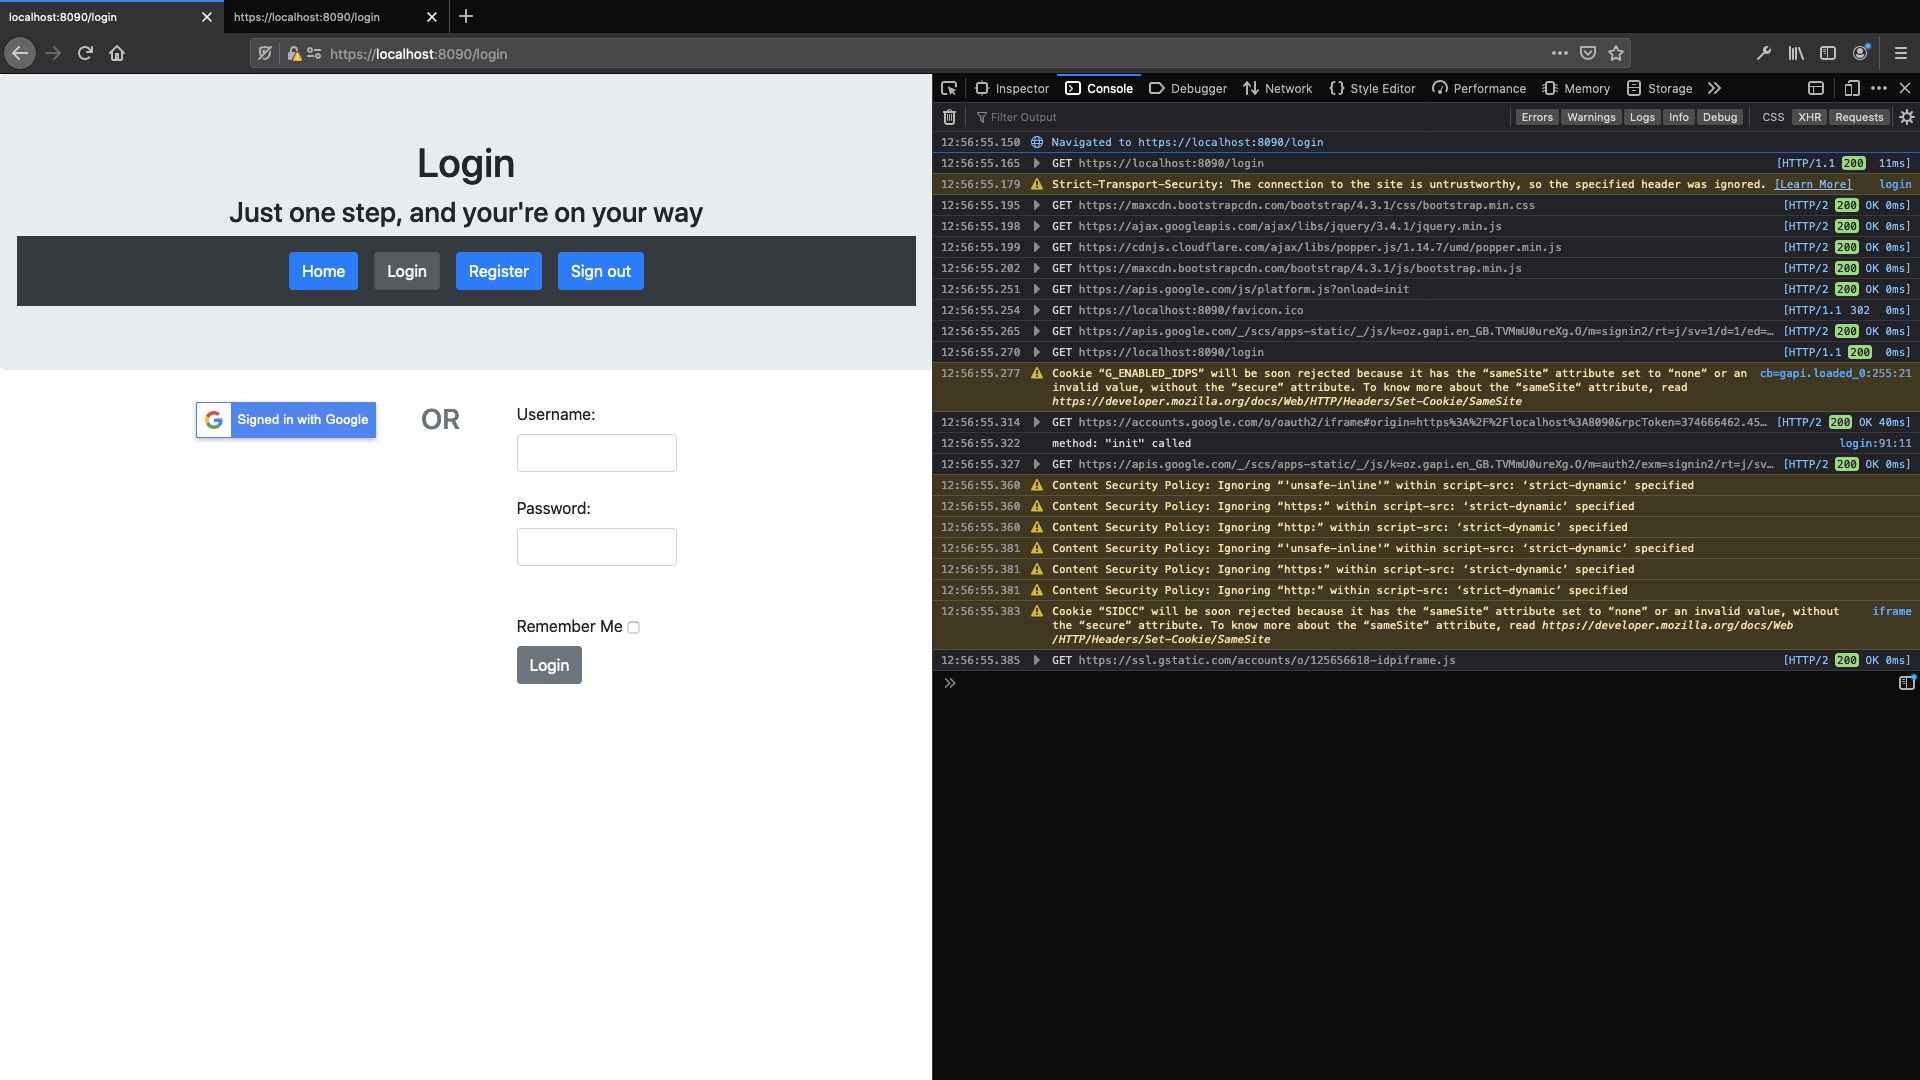 localhost:8090/login
https://localhost:8090/login
https://localhost:8090/login
Login
Just one step, and your're on your way
Home Login Register Sign out
Signed in with Google
OR
Username:
Password:
Remember Me
Login
Inspector Console Debugger Network Style Editor Performance Memory Storage
Filter Output Errors Warnings Logs Info Debug CSS XHR Requests
12:56:55.150 Navigated to https://localhost:8090/login
12:56:55.165 GET https://localhost:8090/login [HTTP/1.1 200 11ms]
12:56:55.179 Strict-Transport-Security: The connection to the site is untrustworthy, so the specified header was ignored. [Learn More] login
12:56:55.195 GET https://maxcdn.bootstrapcdn.com/bootstrap/4.3.1/css/bootstrap.min.css [HTTP/2 200 OK 0ms]
12:56:55.198 GET https://ajax.googleapis.com/ajax/libs/jquery/3.4.1/jquery.min.js [HTTP/2 200 OK 0ms]
12:56:55.199 GET https://cdnjs.cloudflare.com/ajax/libs/popper.js/1.14.7/umd/popper.min.js [HTTP/2 200 OK 0ms]
12:56:55.202 GET https://maxcdn.bootstrapcdn.com/bootstrap/4.3.1/js/bootstrap.min.js [HTTP/2 200 OK 0ms]
12:56:55.251 GET https://apis.google.com/js/platform.js?onload=init [HTTP/2 200 OK 0ms]
12:56:55.254 GET https://localhost:8090/favicon.ico [HTTP/1.1 302 0ms]
12:56:55.265 GET https://apis.google.com/_/scs/apps-static/_/js/k=oz.gapi.en_GB.TVMmU0ureXg.O/m=signin2/rt=j/sv=1/d=1/ed=… [HTTP/2 200 OK 0ms]
12:56:55.270 GET https://localhost:8090/login [HTTP/1.1 200 0ms]
12:56:55.277 Cookie “G_ENABLED_IDPS” will be soon rejected because it has the “sameSite” attribute set to “none” or an cb=gapi.loaded_0:255:21
invalid value, without the “secure” attribute. To know more about the “sameSite“ attribute, read
https://developer.mozilla.org/docs/Web/HTTP/Headers/Set-Cookie/SameSite
12:56:55.314 GET https://accounts.google.com/o/oauth2/iframe#origin=https%3A%2F%2Flocalhost%3A8090&rpcToken=374666462.45… [HTTP/2 200 OK 40ms]
12:56:55.322 method: "init" called login:91:11
12:56:55.327 GET https://apis.google.com/_/scs/apps-static/_/js/k=oz.gapi.en_GB.TVMmU0ureXg.O/m=auth2/exm=signin2/rt=j/sv… [HTTP/2 200 OK 0ms]
12:56:55.360 Content Security Policy: Ignoring “'unsafe-inline'” within script-src: ‘strict-dynamic’ specified
12:56:55.360 Content Security Policy: Ignoring “https:” within script-src: ‘strict-dynamic’ specified
12:56:55.360 Content Security Policy: Ignoring “http:” within script-src: ‘strict-dynamic’ specified
12:56:55.381 Content Security Policy: Ignoring “'unsafe-inline'” within script-src: ‘strict-dynamic’ specified
12:56:55.381 Content Security Policy: Ignoring “https:” within script-src: ‘strict-dynamic’ specified
12:56:55.381 Content Security Policy: Ignoring “http:” within script-src: ‘strict-dynamic’ specified
12:56:55.383 Cookie “SIDCC” will be soon rejected because it has the “sameSite” attribute set to “none” or an invalid value, without iframe
the “secure” attribute. To know more about the “sameSite“ attribute, read https://developer.mozilla.org/docs/Web
/HTTP/Headers/Set-Cookie/SameSite
12:56:55.385 GET https://ssl.gstatic.com/accounts/o/125656618-idpiframe.js [HTTP/2 200 OK 0ms]